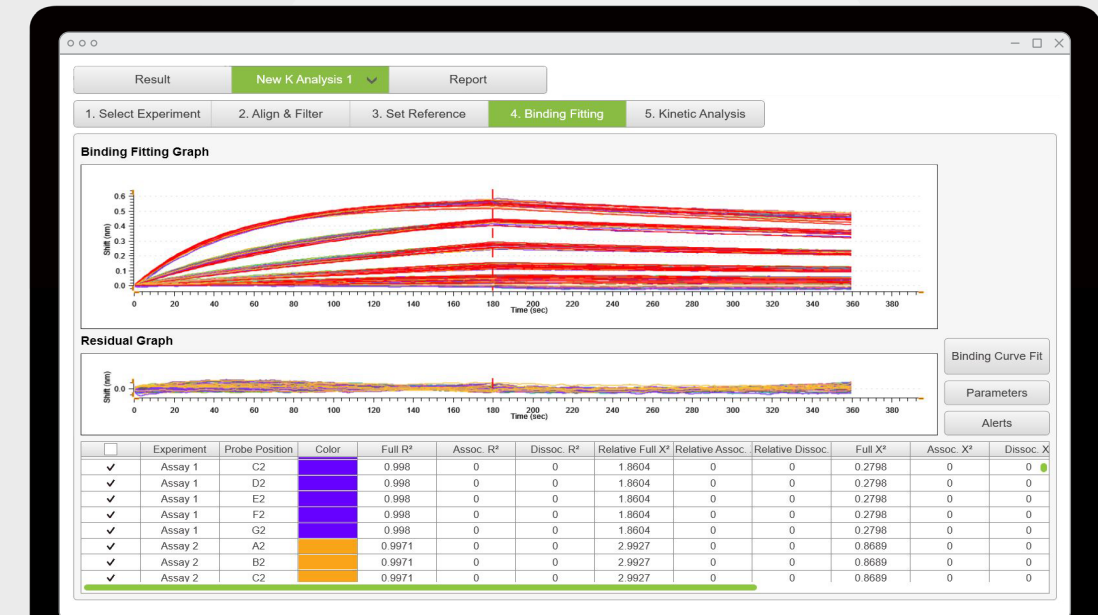 Result New K Analysis 1 Report
1. Select Experiment 2. Align & Filter 3. Set Reference 4. Binding Fitting 5. Kinetic Analysis
Binding Fitting Graph
0.6
0.5
0.4
0.3
0.2
0.1
0.0
Shift (nm)
0 20 40 60 80 100 120 140 160 180 200 220 240 260 280 300 320 340 360 380
Time (sec)
Residual Graph
Shift (nm)
0.0
0 20 40 60 80 100 120 140 160 180 200 220 240 260 280 300 320 340 360 380
Time (sec)
Binding Curve Fit
Parameters
Alerts
Experiment Probe Position Color Full R² Assoc. R² Dissoc. R² Relative Full X² Relative Assoc. Relative Dissoc. Full X² Assoc. X² Dissoc. X
Assay 1 C2 0.998 0 0 1.8604 0 0 0.2798 0 0
Assay 1 D2 0.998 0 0 1.8604 0 0 0.2798 0 0
Assay 1 E2 0.998 0 0 1.8604 0 0 0.2798 0 0
Assay 1 F2 0.998 0 0 1.8604 0 0 0.2798 0 0
Assay 1 G2 0.998 0 0 1.8604 0 0 0.2798 0 0
Assay 2 A2 0.9971 0 0 2.9927 0 0 0.8689 0 0
Assay 2 B2 0.9971 0 0 2.9927 0 0 0.8689 0 0
Assay 2 C2 0.9971 0 0 2.9927 0 0 0.8689 0 0